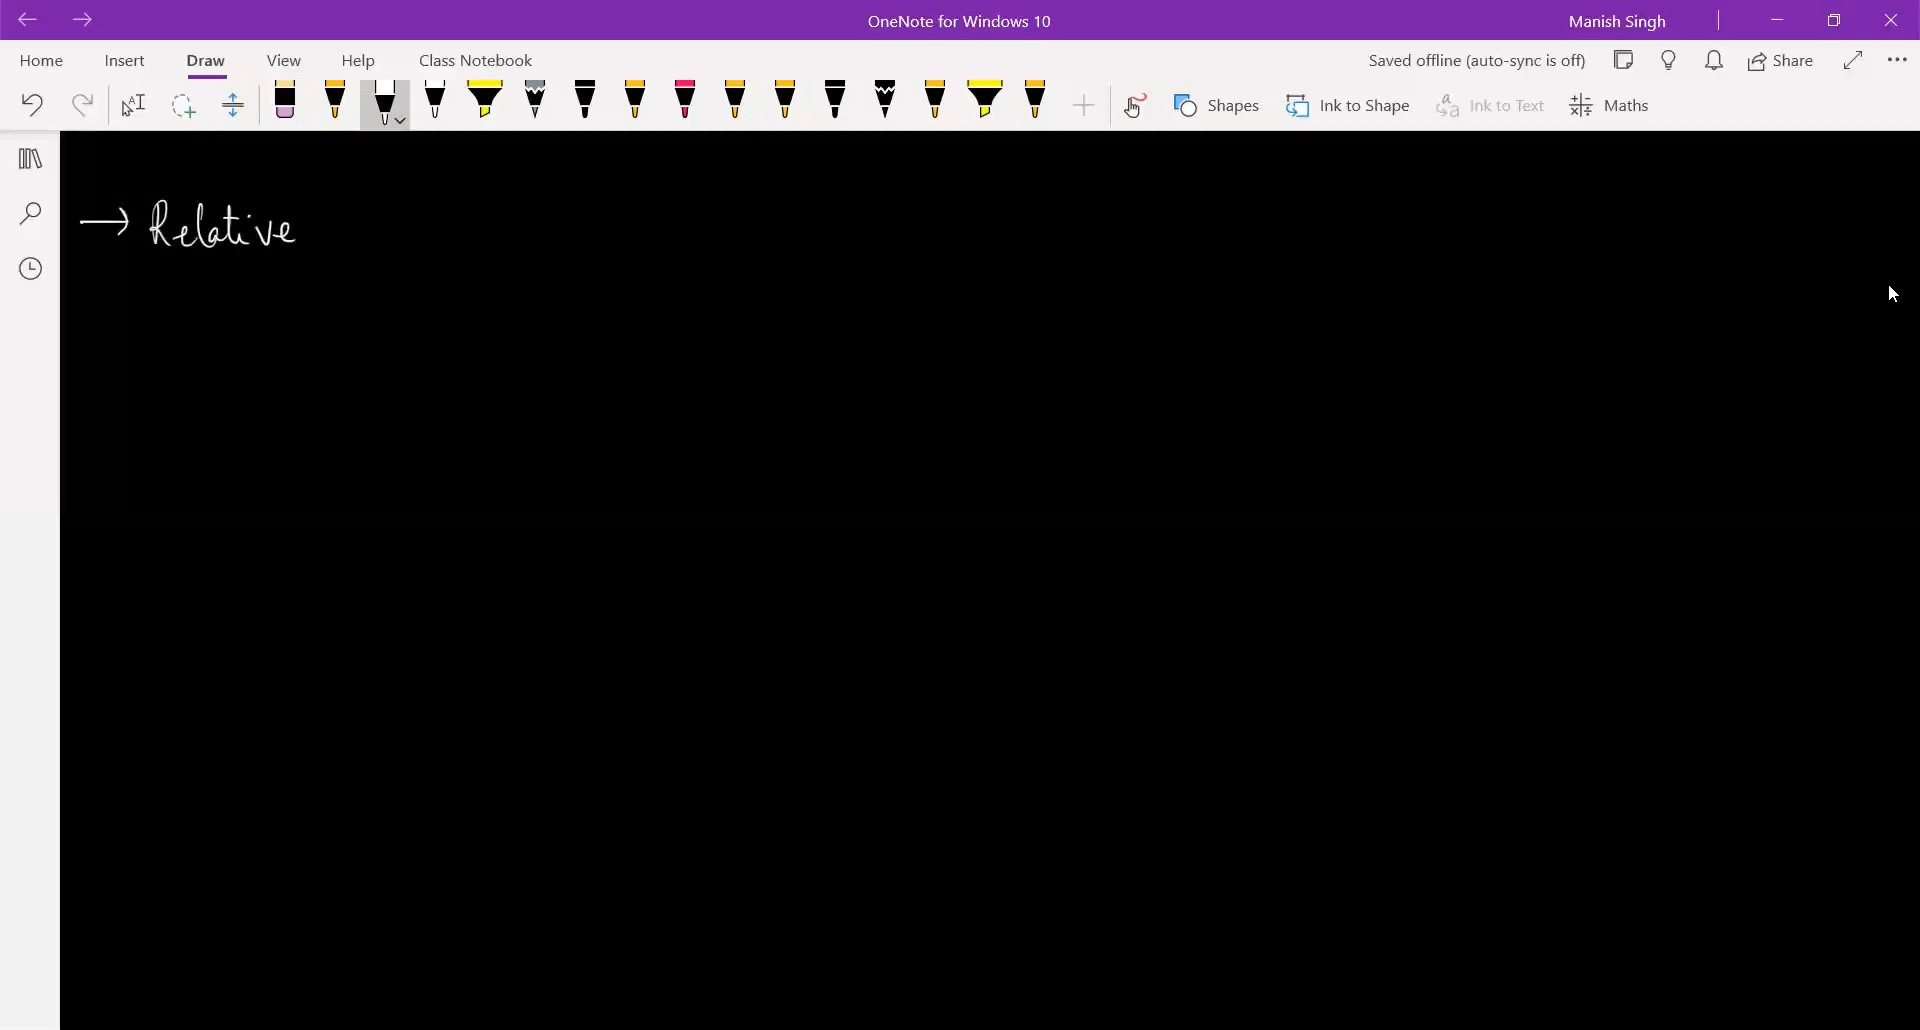 OneNote for Windows 10
Manish Singh
Home Insert Draw View Help Class Notebook
Saved offline (auto-sync is off) Share
Shapes Ink to Shape Ink to Text Maths
→ Relative